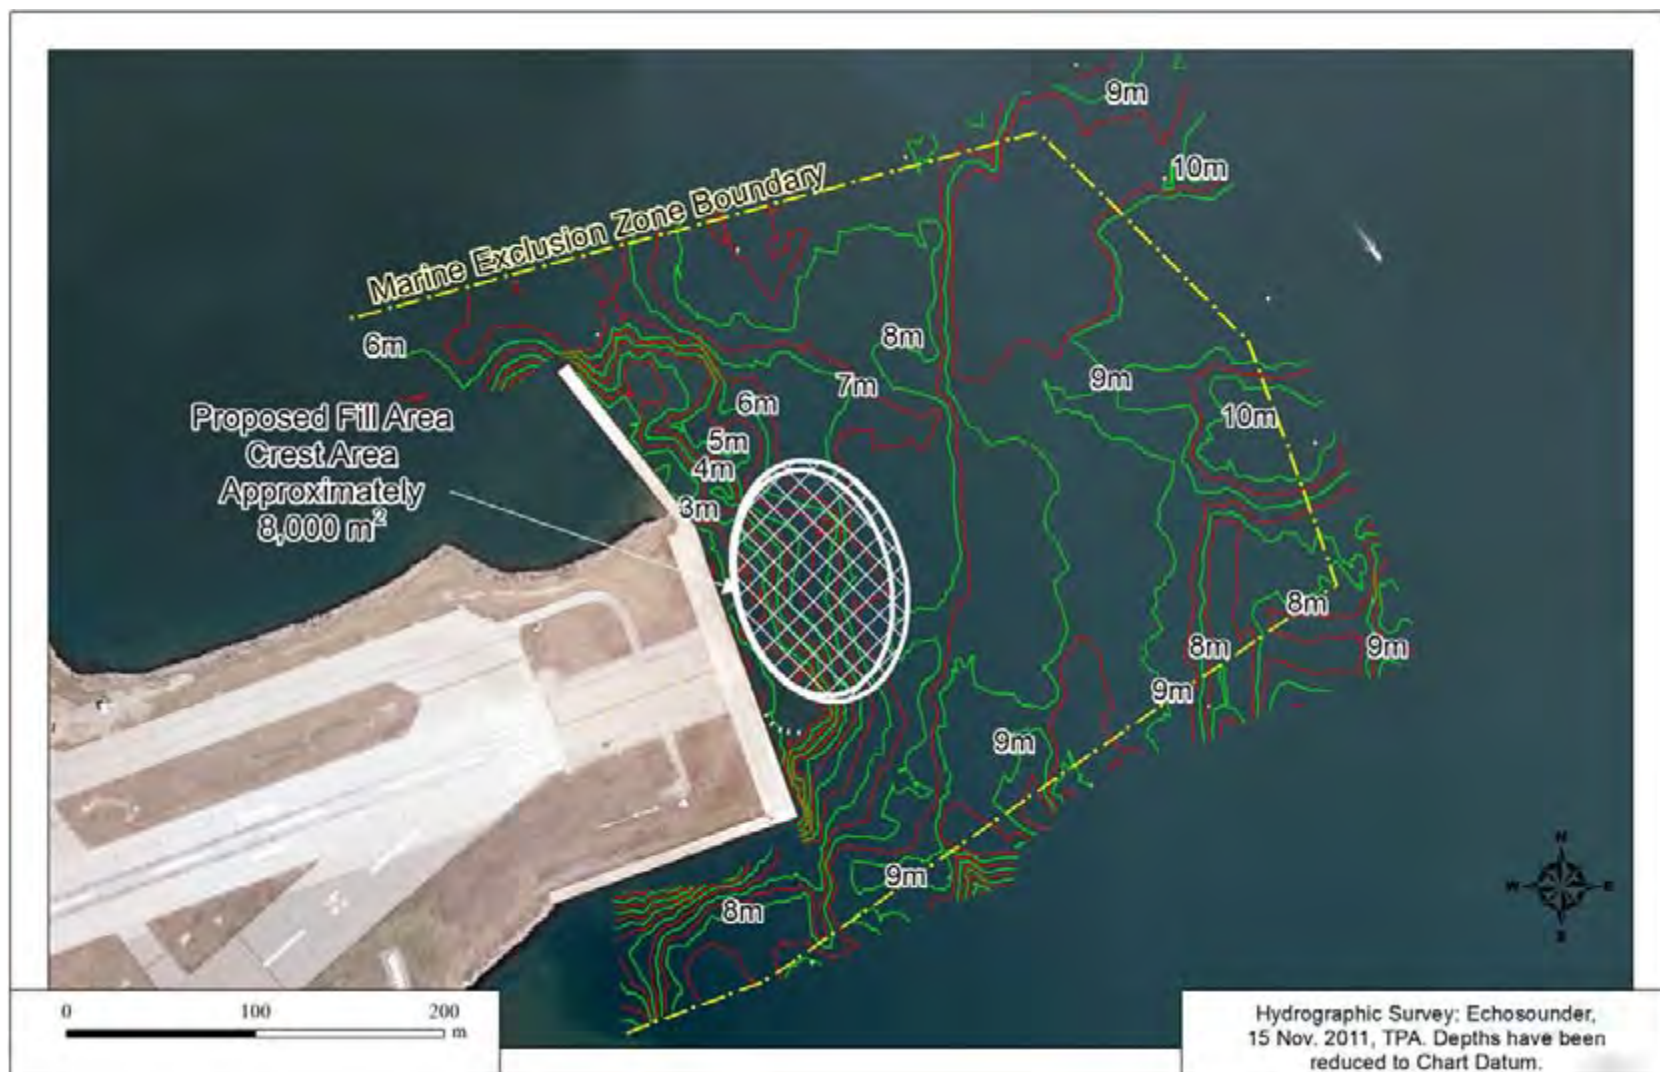 9m
10m
Marine Exclusion Zone Boundary
6m
8m
7m
9m
6m
10m
5m
4m
3m
Proposed Fill Area
Crest Area
Approximately
8,000 m²
8m
8m
9m
9m
9m
9m
8m
N
W E
S
0 100 200
m
Hydrographic Survey: Echosounder,
15 Nov. 2011, TPA. Depths have been
reduced to Chart Datum.